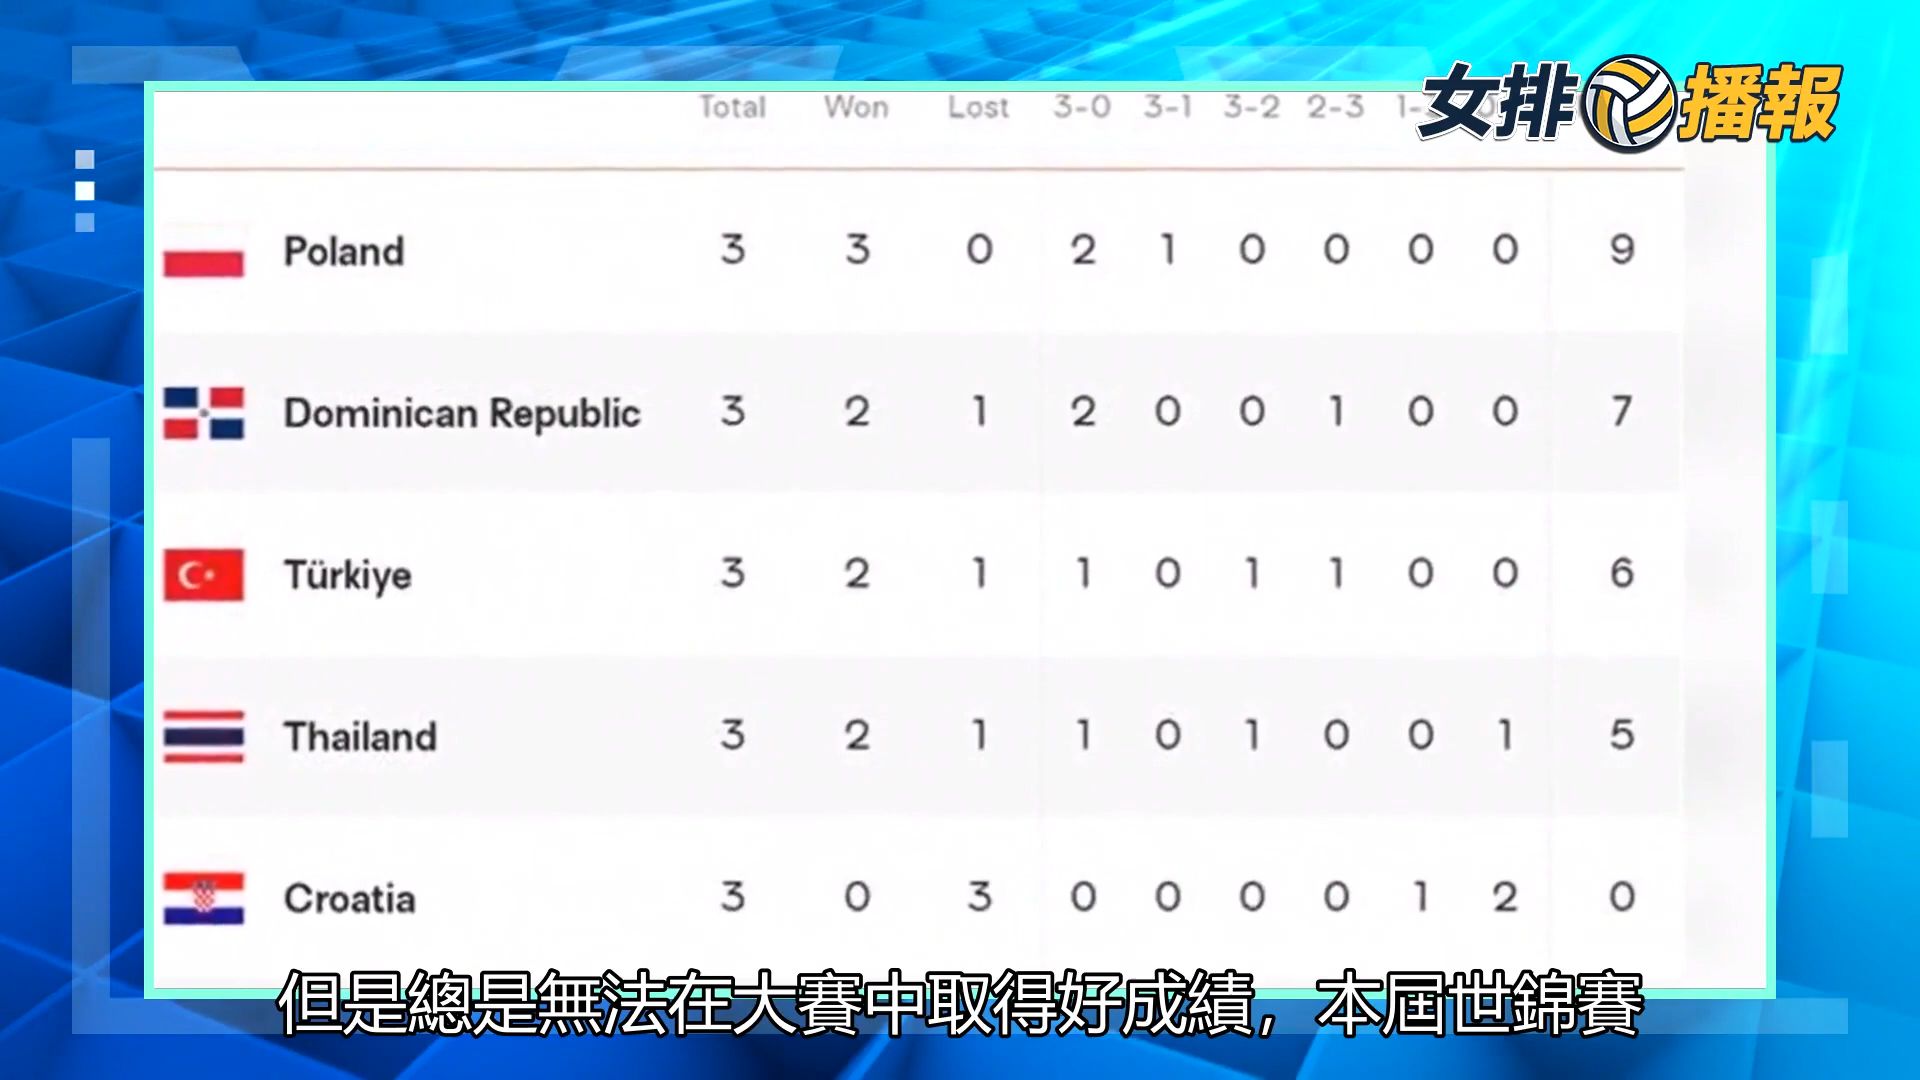 女排播報
Total Won Lost 3-0 3-1 3-2 2-3
Poland 3 3 0 2 1 0 0 0 0 9
Dominican Republic 3 2 1 2 0 0 1 0 0 7
Türkiye 3 2 1 1 0 1 1 0 0 6
Thailand 3 2 1 1 0 1 0 0 1 5
Croatia 3 0 3 0 0 0 0 1 2 0
但是總是無法在大賽中取得好成績，本屆世錦賽